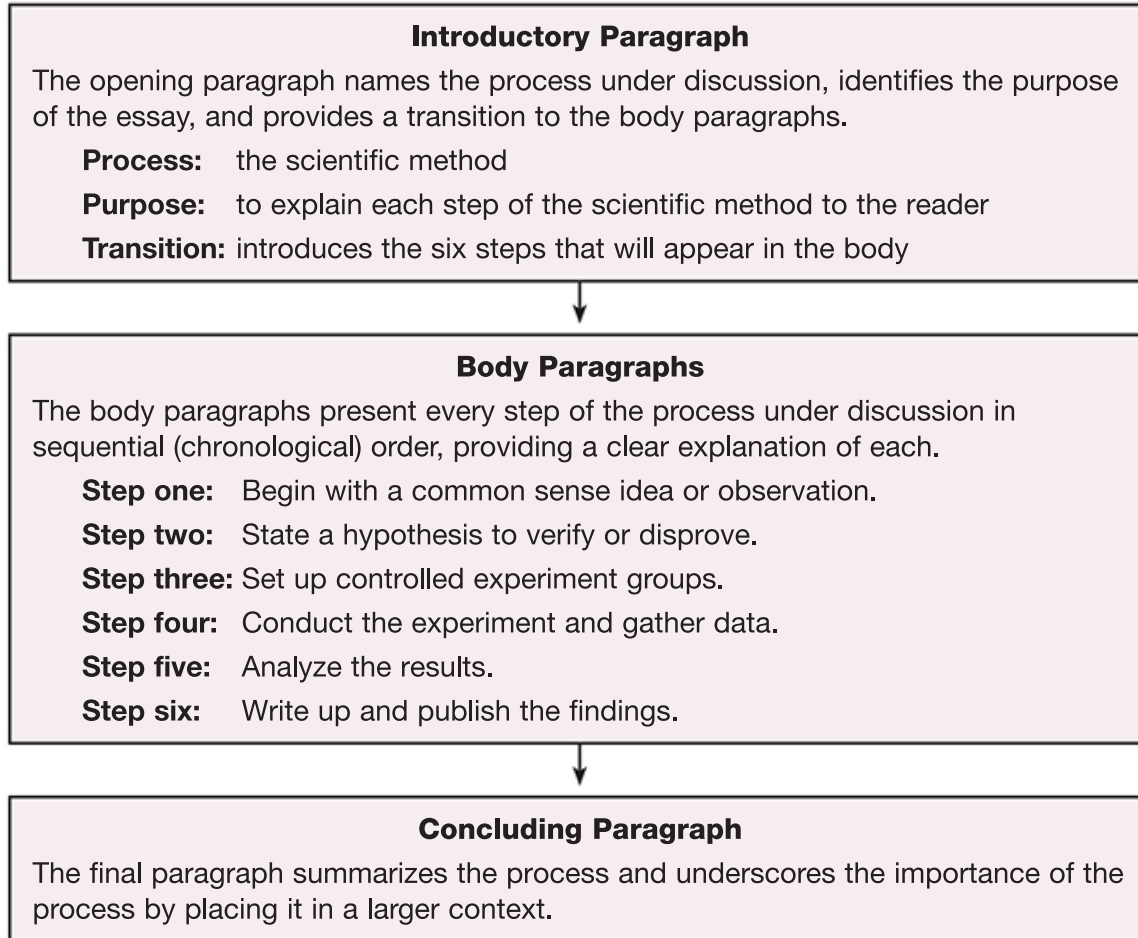 Introductory Paragraph
The opening paragraph names the process under discussion, identifies the purpose
of the essay, and provides a transition to the body paragraphs.
Process: the scientific method
Purpose: to explain each step of the scientific method to the reader
Transition: introduces the six steps that will appear in the body
Body Paragraphs
The body paragraphs present every step of the process under discussion in
sequential (chronological) order, providing a clear explanation of each.
Step one: Begin with a common sense idea or observation.
Step two: State a hypothesis to verify or disprove.
Step three: Set up controlled experiment groups.
Step four: Conduct the experiment and gather data.
Step five: Analyze the results.
Step six: Write up and publish the findings.
Concluding Paragraph
The final paragraph summarizes the process and underscores the importance of the
process by placing it in a larger context.